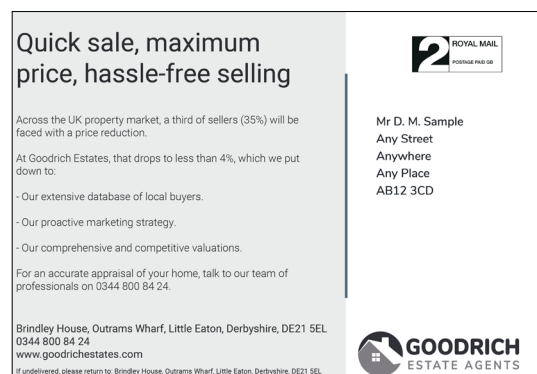 Quick sale, maximum
price, hassle-free selling
Across the UK property market, a third of sellers (35%) will be
faced with a price reduction.
At Goodrich Estates, that drops to less than 4%, which we put
down to:
- Our extensive database of local buyers.
- Our proactive marketing strategy.
- Our comprehensive and competitive valuations.
For an accurate appraisal of your home, talk to our team of
professionals on 0344 800 84 24.
Brindley House, Outrams Wharf, Little Eaton, Derbyshire, DE21 5EL
0344 800 84 24
www.goodrichestates.com
If undelivered, please return to: Brindley House, Outrams Wharf, Little Eaton, Derbyshire, DE21 5EL
2
ROYAL MAIL
POSTAGE PAID GB
Mr D. M. Sample
Any Street
Anywhere
Any Place
AB12 3CD
GOODRICH
ESTATE AGENTS